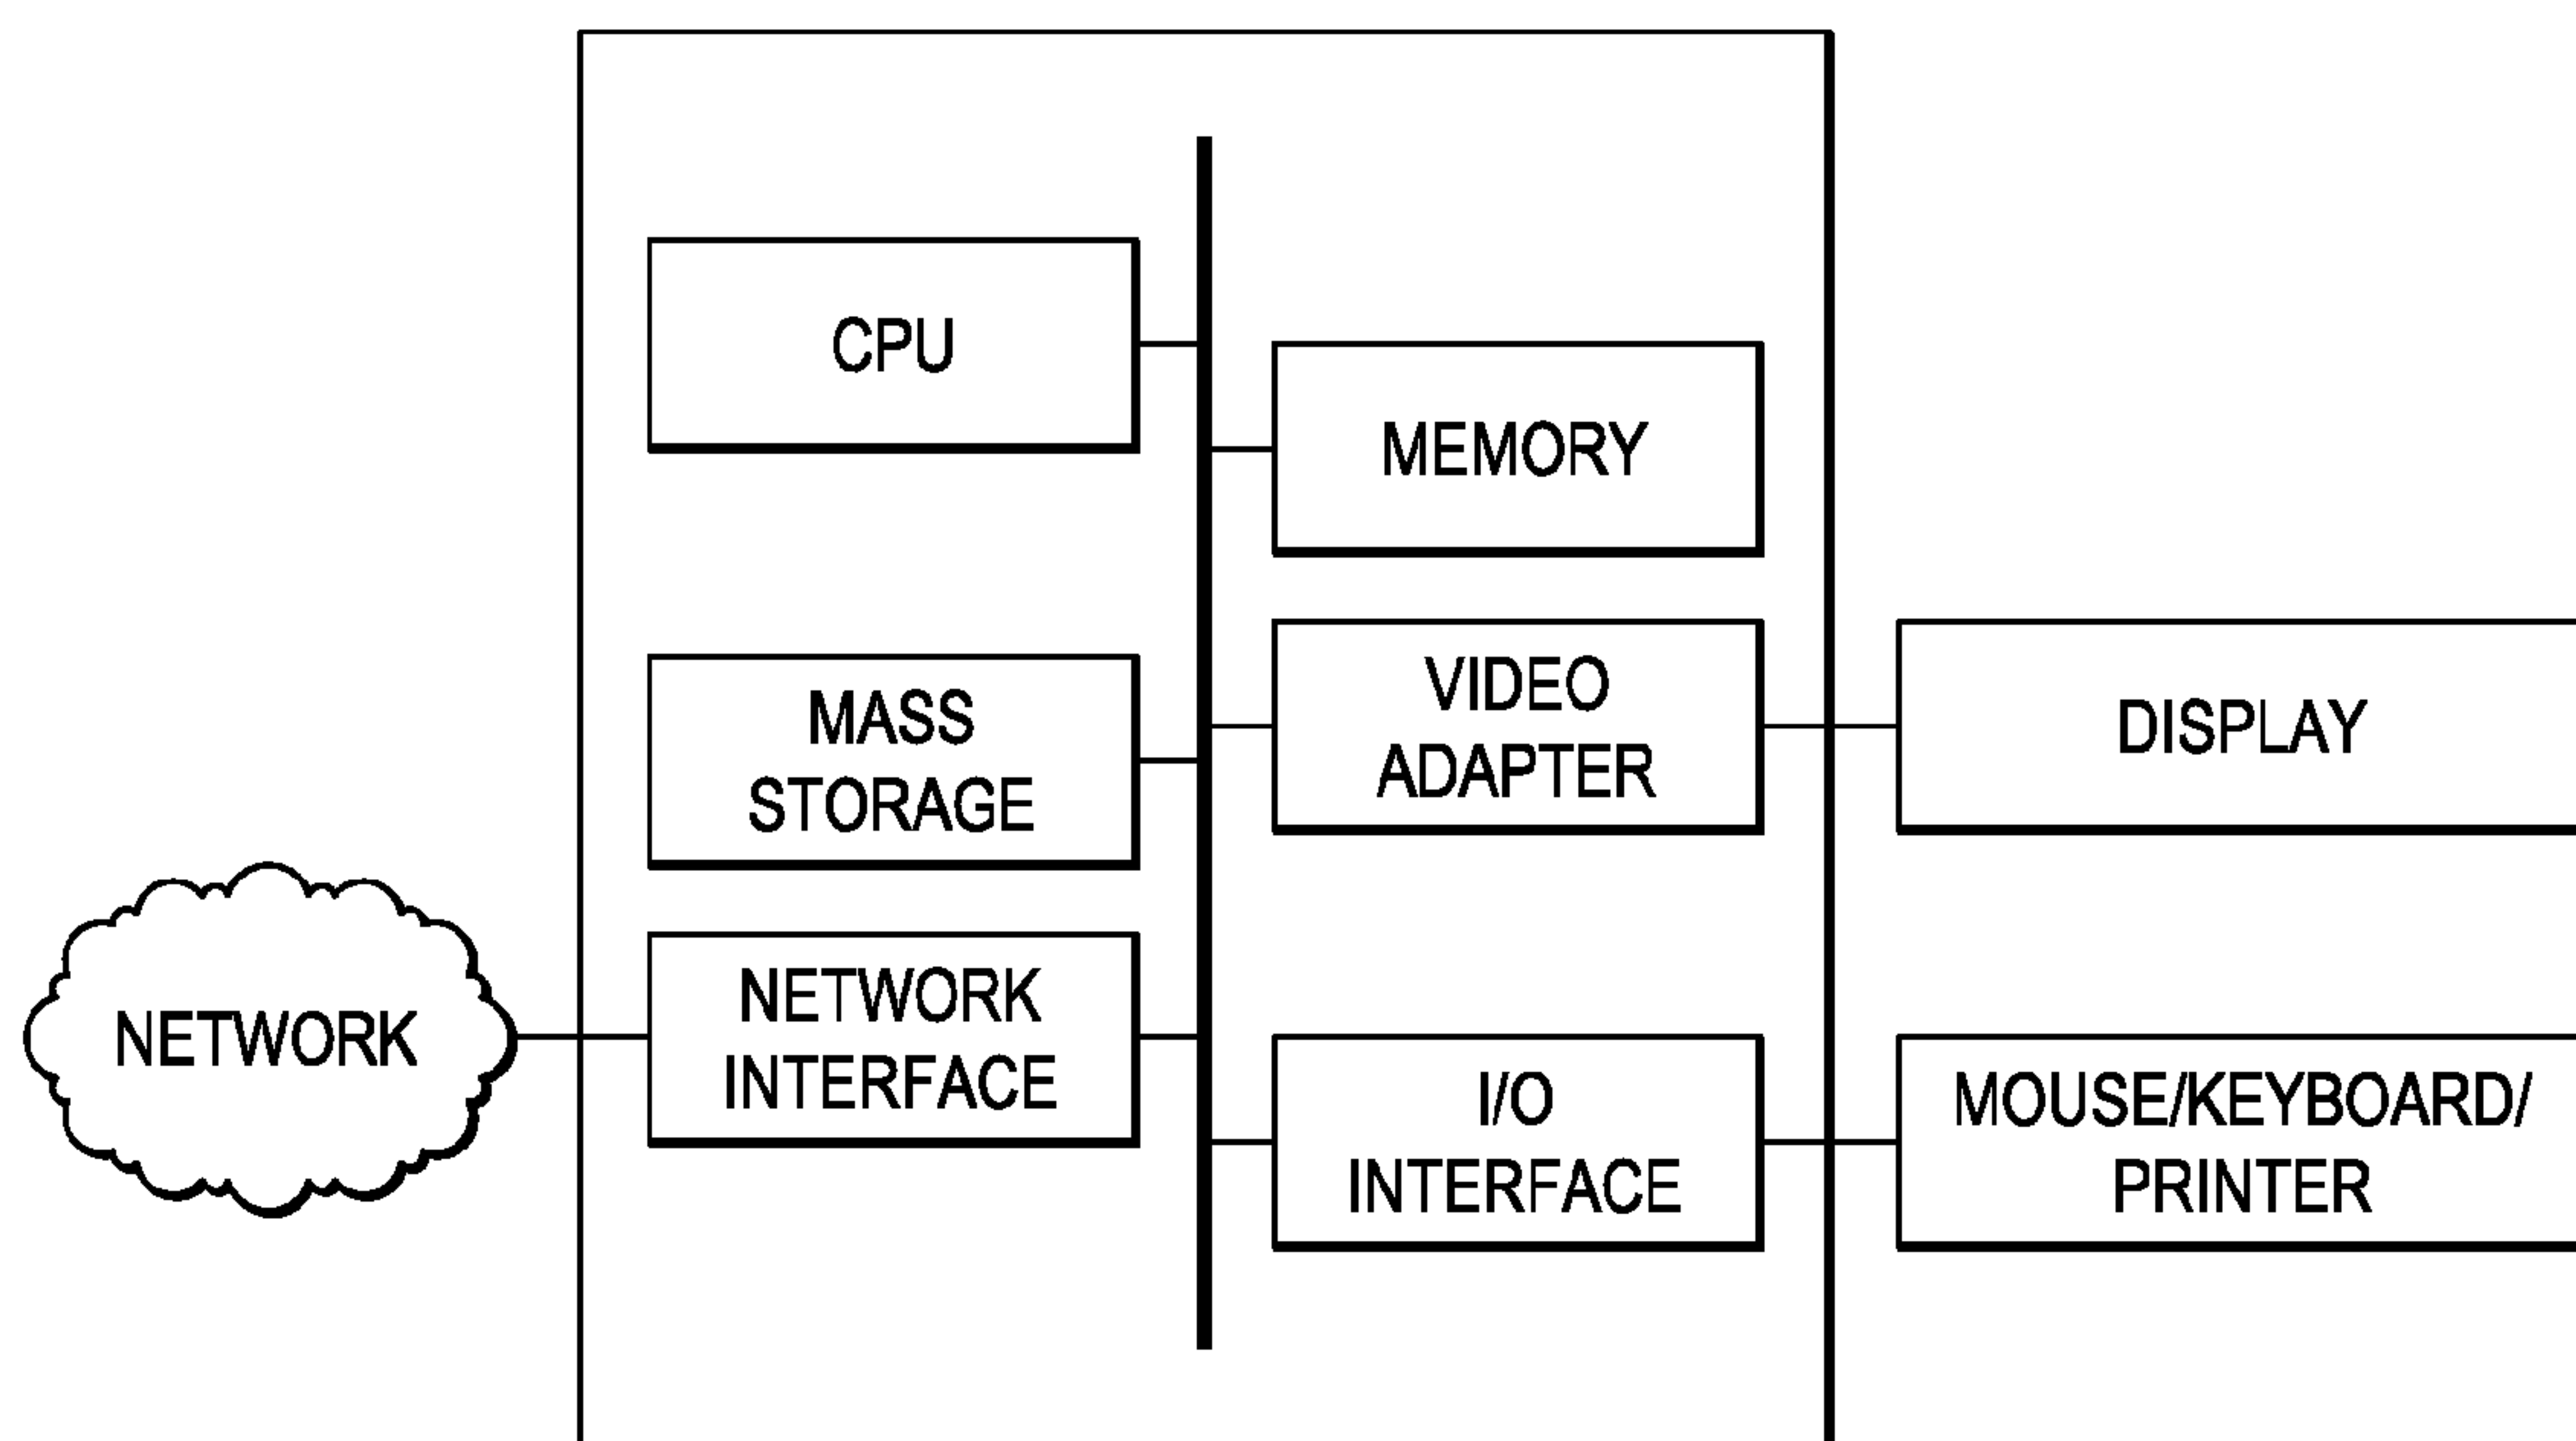 CPU
MEMORY
MASS
STORAGE
VIDEO
ADAPTER
DISPLAY
NETWORK
NETWORK
INTERFACE
I/O
INTERFACE
MOUSE/KEYBOARD/
PRINTER